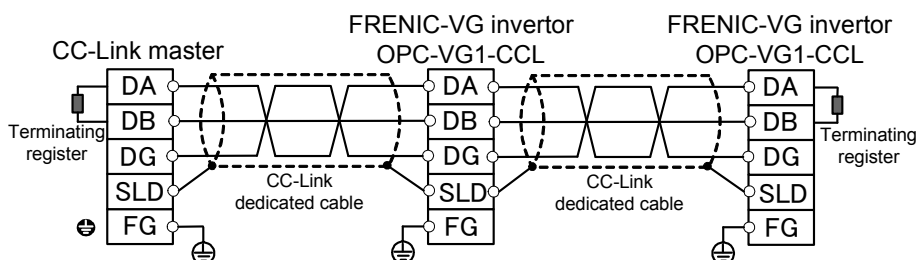 FRENIC-VG invertor
FRENIC-VG invertor
CC-Link master
OPC-VG1-CCL
OPC-VG1-CCL
DA
DA
DA
DB
DB
DB
Terminating
register
Terminating
register
DG
DG
DG
CC-Link
dedicated cable
CC-Link
dedicated cable
SLD
SLD
SLD
FG
FG
FG